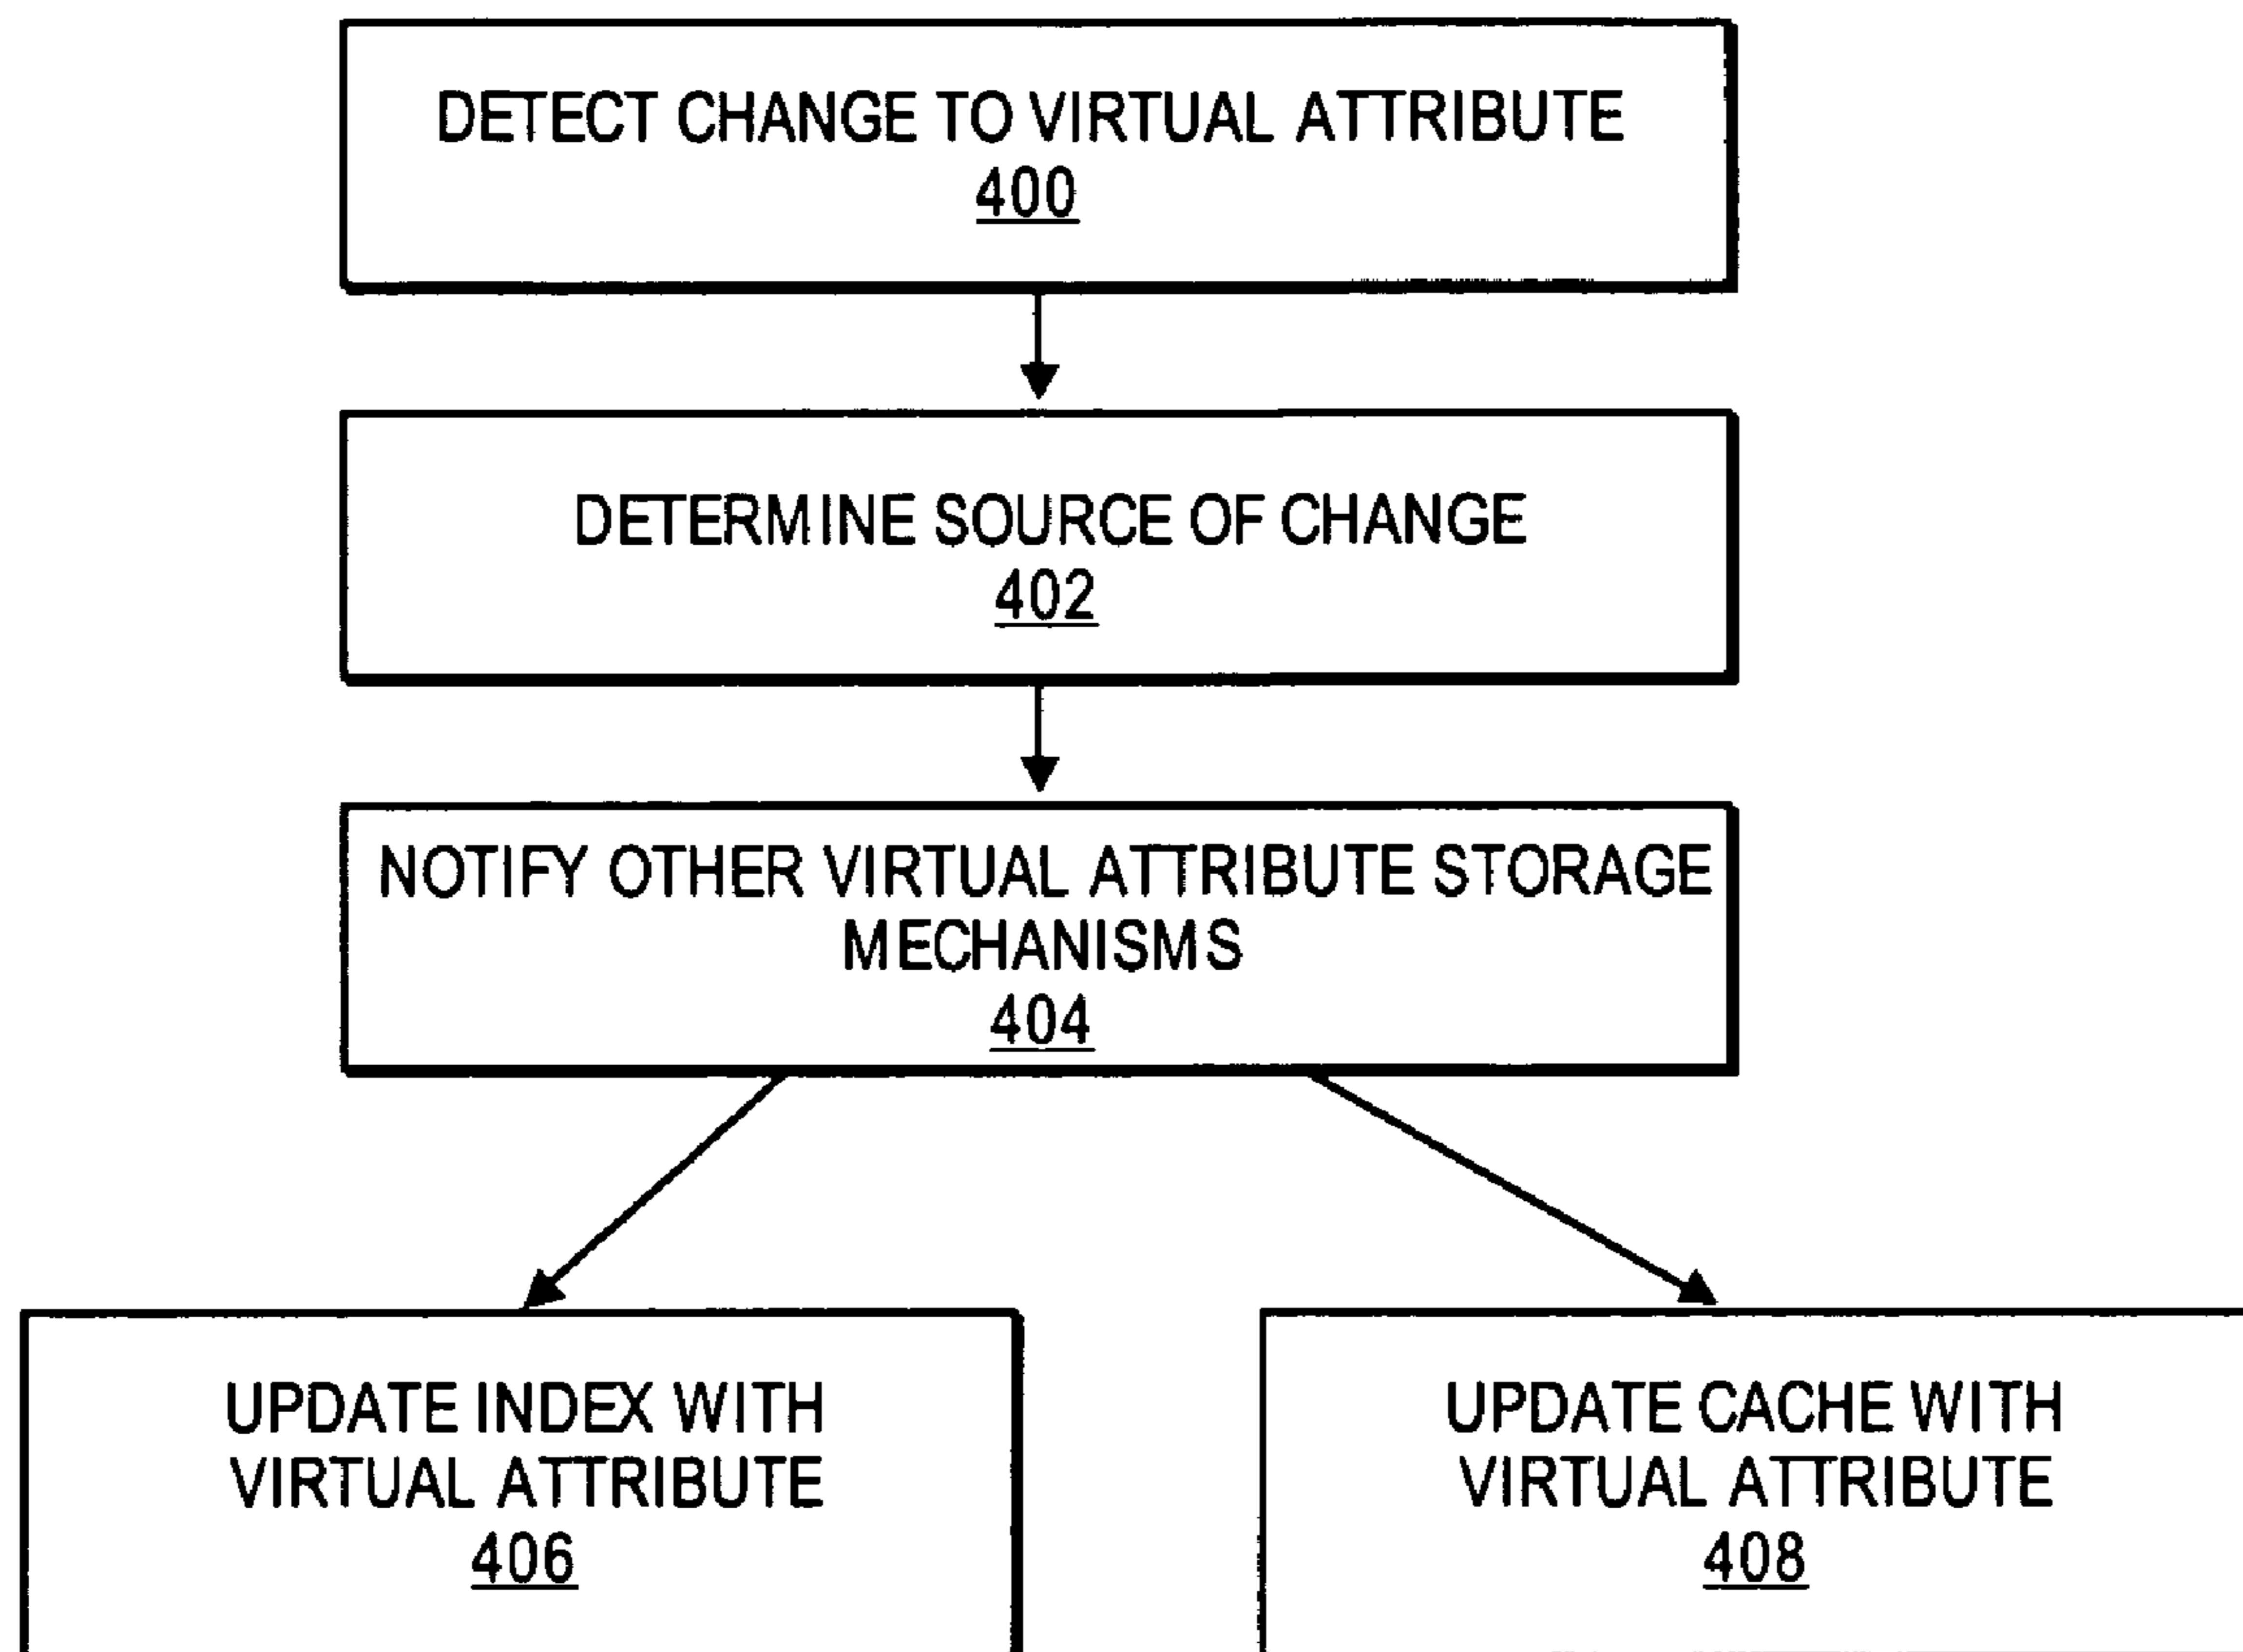 DETECT CHANGE TO VIRTUAL ATTRIBUTE
400
DETERMINE SOURCE OF CHANGE
402
NOTIFY OTHER VIRTUAL ATTRIBUTE STORAGE
MECHANISMS
404
UPDATE INDEX WITH
VIRTUAL ATTRIBUTE
406
UPDATE CACHE WITH
VIRTUAL ATTRIBUTE
408